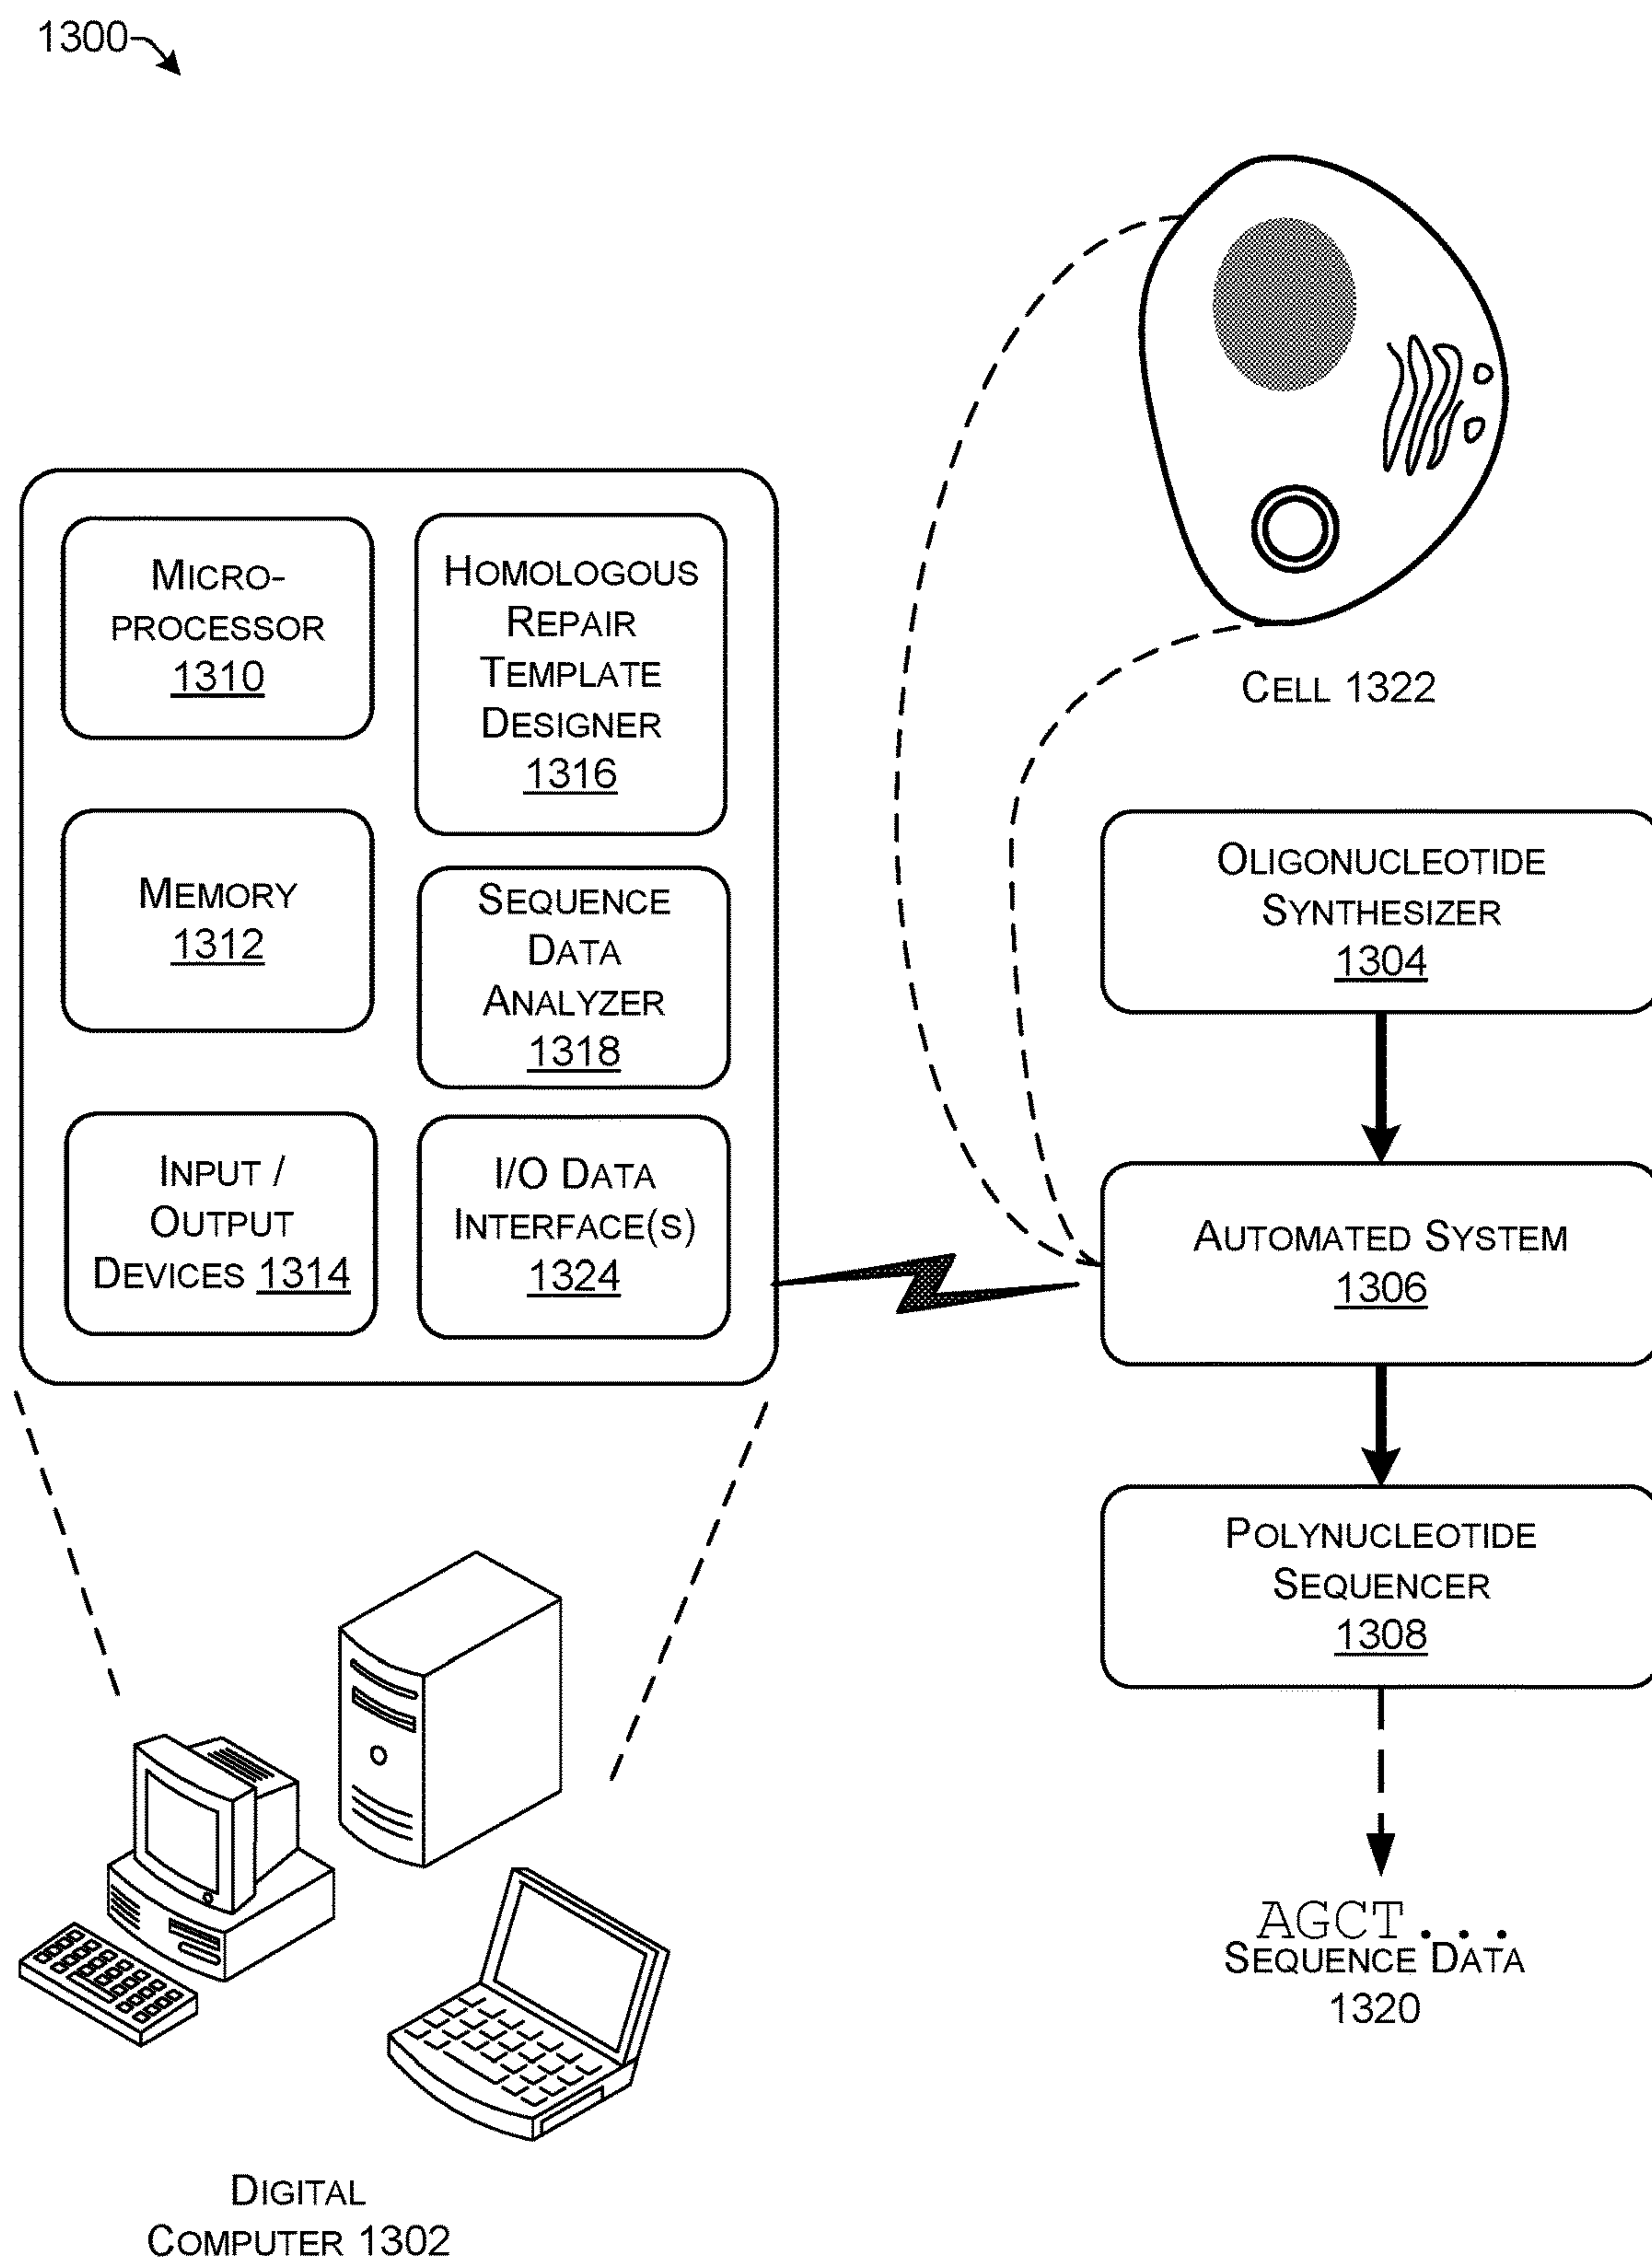 1300
MICRO-
PROCESSOR
1310
HOMOLOGOUS
REPAIR
TEMPLATE
DESIGNER
1316
MEMORY
1312
SEQUENCE
DATA
ANALYZER
1318
INPUT /
OUTPUT
DEVICES 1314
I/O DATA
INTERFACE(S)
1324
CELL 1322
OLIGONUCLEOTIDE
SYNTHESIZER
1304
AUTOMATED SYSTEM
1306
POLYNUCLEOTIDE
SEQUENCER
1308
AGCT...
SEQUENCE DATA
1320
DIGITAL
COMPUTER 1302